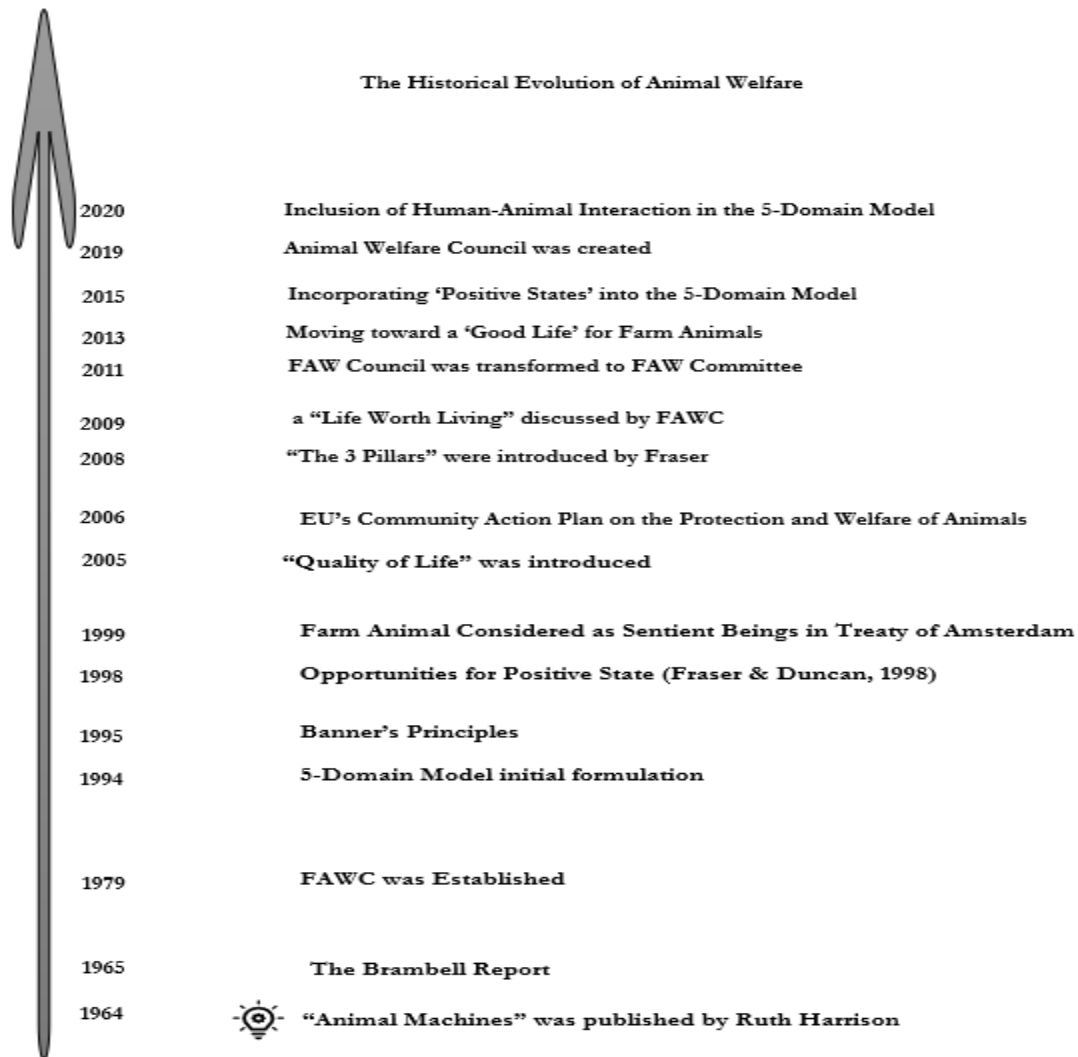 The Historical Evolution of Animal Welfare
2020 Inclusion of Human-Animal Interaction in the 5-Domain Model
2019 Animal Welfare Council was created
2015 Incorporating ‘Positive States’ into the 5-Domain Model
2013 Moving toward a ‘Good Life’ for Farm Animals
2011 FAW Council was transformed to FAW Committee
2009 a “Life Worth Living” discussed by FAWC
2008 “The 3 Pillars” were introduced by Fraser
2006 EU’s Community Action Plan on the Protection and Welfare of Animals
2005 “Quality of Life” was introduced
1999 Farm Animal Considered as Sentient Beings in Treaty of Amsterdam
1998 Opportunities for Positive State (Fraser & Duncan, 1998)
1995 Banner’s Principles
1994 5-Domain Model initial formulation
1979 FAWC was Established
1965 The Brambell Report
1964 “Animal Machines” was published by Ruth Harrison